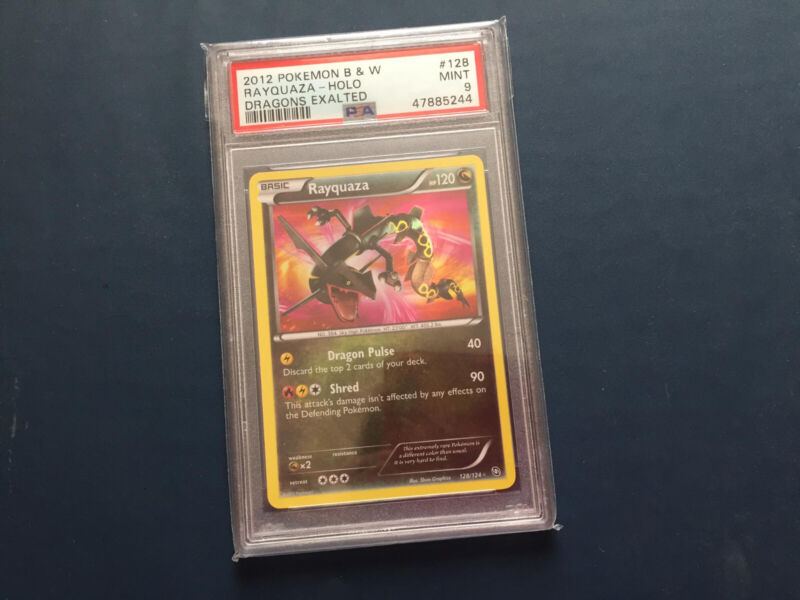 2012 POKEMON B & W #128
RAYQUAZA - HOLO MINT
DRAGONS EXALTED 9
PSA 47885244
BASIC Rayquaza HP120
Dragon Pulse 40
Discard the top 2 cards of your deck.
Shred 90
This attack's damage isn't affected by any effects on
the Defending Pokémon.
weakness resistance
×2
retreat
This extremely rare Pokémon is
a different color than usual.
It is very hard to find.
Illus. Shin Graphics 128/124